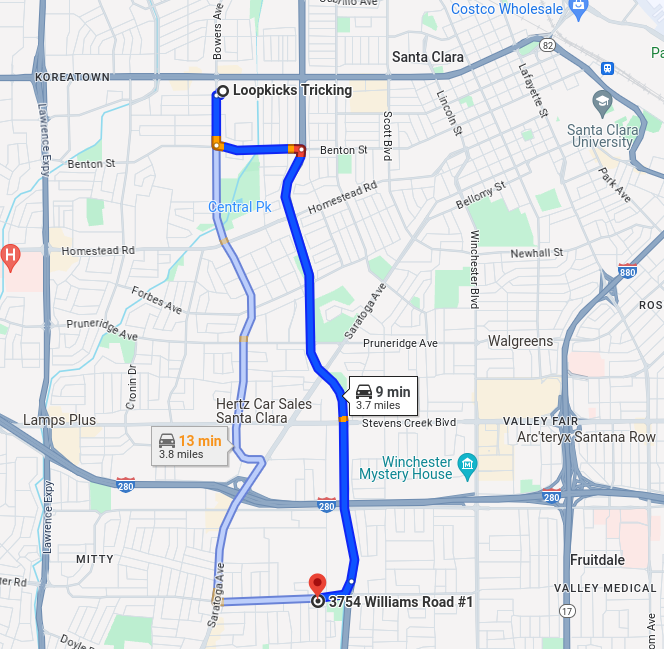 Cabrillo Ave
Costco Wholesale
Bowers Ave
82
Santa Clara
KOREATOWN
Loopkicks Tricking
Lafayette St
Lincoln St
Lawrence Expy
Scott Blvd
Santa Clara
University
Benton St
Benton St
Park Ave
Bellomy St
Homestead Rd
Central Pk
Homestead Rd
Newhall St
Winchester Blvd
H
880
Forbes Ave
Saratoga Ave
ROS
Pruneridge Ave
Pruneridge Ave
Walgreens
Cronin Dr
9 min
3.7 miles
Hertz Car Sales
Santa Clara
Lamps Plus
Stevens Creek Blvd
VALLEY FAIR
Arc'teryx Santana Row
13 min
3.8 miles
Winchester
Mystery House
280
280
280
Lawrence Expy
MITTY
Fruitdale
ter Rd
VALLEY MEDICAL
Saratoga Ave
3754 Williams Road #1
17
Doyle
om Ave